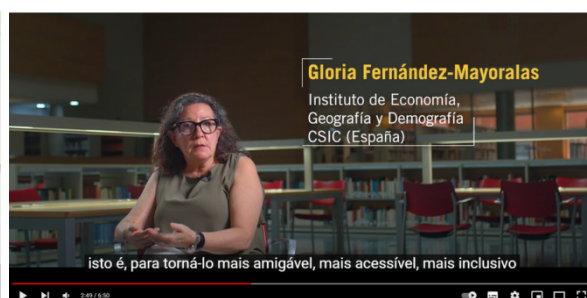 Gloria Fernández-Mayoralas
Instituto de Economía,
Geografía y Demografía
CSIC (España)
isto é, para torná-lo mais amigável, mais acessível, mais inclusivo
2:49 / 6:50